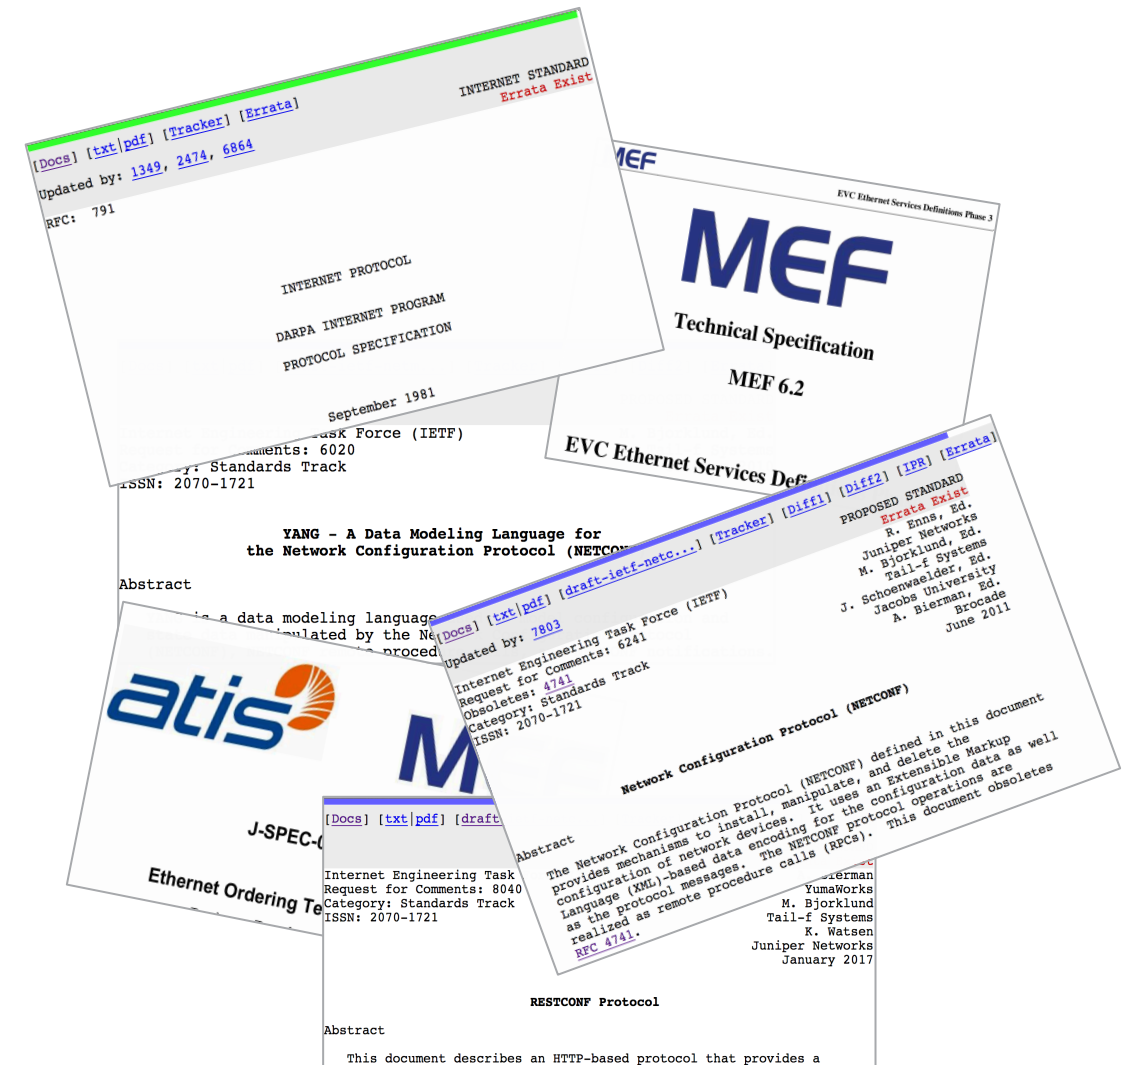 INTERNET STANDARD
Errata Exist
[Docs] [txt|pdf] [Tracker] [Errata]
Updated by: 1349, 2474, 6864
RFC: 791
INTERNET PROTOCOL
DARPA INTERNET PROGRAM
PROTOCOL SPECIFICATION
September 1981
MEF
EVC Ethernet Services Definitions Phase 3
MEF
Technical Specification
MEF 6.2
EVC Ethernet Services Defi
Task Force (IETF)
ments: 6020
y: Standards Track
ISSN: 2070-1721
YANG - A Data Modeling Language for
the Network Configuration Protocol (NETCON
Abstract
is a data modeling language
ipulated by the Ne
proced
[Docs] [txt|pdf] [draft-ietf-netc...] [Tracker] [Diff1] [Diff2] [IPR] [Errata]
Updated by: 7803
PROPOSED STANDARD
Errata Exist
Internet Engineering Task Force (IETF)
Request for Comments: 6241
Obsoletes: 4741
Category: Standards Track
ISSN: 2070-1721
R. Enns, Ed.
Juniper Networks
M. Bjorklund, Ed.
Tail-f Systems
J. Schoenwaelder, Ed.
Jacobs University
A. Bierman, Ed.
Brocade
June 2011
Network Configuration Protocol (NETCONF)
Abstract
The Network Configuration Protocol (NETCONF) defined in this document
provides mechanisms to install, manipulate, and delete the
configuration of network devices. It uses an Extensible Markup
Language (XML)-based data encoding for the configuration data as well
as the protocol messages. The NETCONF protocol operations are
realized as remote procedure calls (RPCs). This document obsoletes
RFC 4741.
atis
M
J-SPEC-0
Ethernet Ordering Te
[Docs] [txt|pdf] [draft
Internet Engineering Task
Request for Comments: 8040
Category: Standards Track
ISSN: 2070-1721
Bierman
YumaWorks
M. Bjorklund
Tail-f Systems
K. Watsen
Juniper Networks
January 2017
RESTCONF Protocol
Abstract
This document describes an HTTP-based protocol that provides a